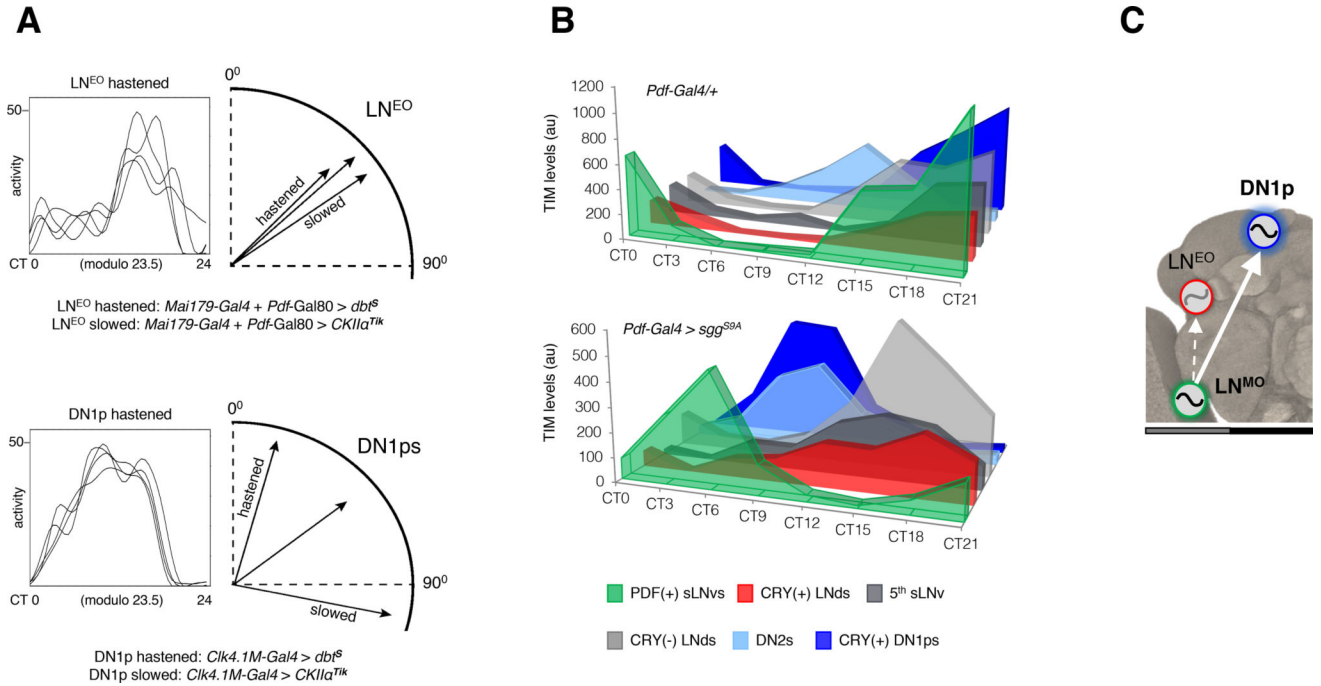 A
LN^EO hastened
50
activity
CT 0
(modulo 23.5)
24
0⁰
LN^EO
hastened
slowed
90⁰
LN^EO hastened: Mai179-Gal4 + Pdf-Gal80 > dbt^S
LN^EO slowed: Mai179-Gal4 + Pdf-Gal80 > CKIIα^Tik
DN1p hastened
50
activity
CT 0
(modulo 23.5)
24
0⁰
DN1ps
hastened
90⁰
slowed
DN1p hastened: Clk4.1M-Gal4 > dbt^S
DN1p slowed: Clk4.1M-Gal4 > CKIIα^Tik
B
Pdf-Gal4/+
TIM levels (au)
1200
1000
800
600
400
200
0
CT0
CT3
CT6
CT9
CT12
CT15
CT18
CT21
Pdf-Gal4 > sgg^S9A
TIM levels (au)
600
500
400
300
200
100
0
CT0
CT3
CT6
CT9
CT12
CT15
CT18
CT21
PDF(+) sLNvs
CRY(+) LNds
5^th sLNv
CRY(-) LNds
DN2s
CRY(+) DN1ps
C
DN1p
LN^EO
LN^MO